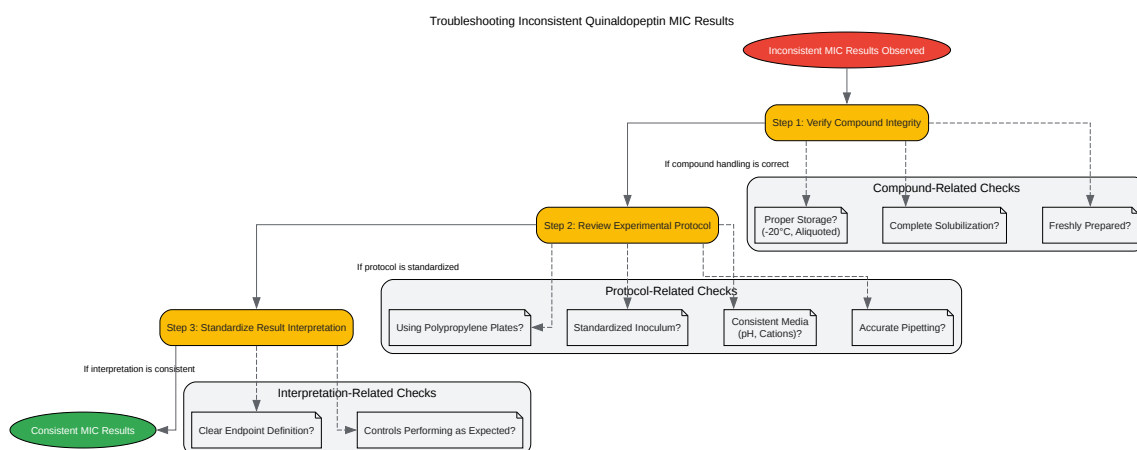 Troubleshooting Inconsistent Quinaldopeptin MIC Results
Inconsistent MIC Results Observed
Step 1: Verify Compound Integrity
If compound handling is correct
Compound-Related Checks
Proper Storage?
(-20°C, Aliquoted)
Complete Solubilization?
Freshly Prepared?
Step 2: Review Experimental Protocol
If protocol is standardized
Protocol-Related Checks
Using Polypropylene Plates?
Standardized Inoculum?
Consistent Media
(pH, Cations)?
Accurate Pipetting?
Step 3: Standardize Result Interpretation
If interpretation is consistent
Interpretation-Related Checks
Consistent MIC Results
Clear Endpoint Definition?
Controls Performing as Expected?